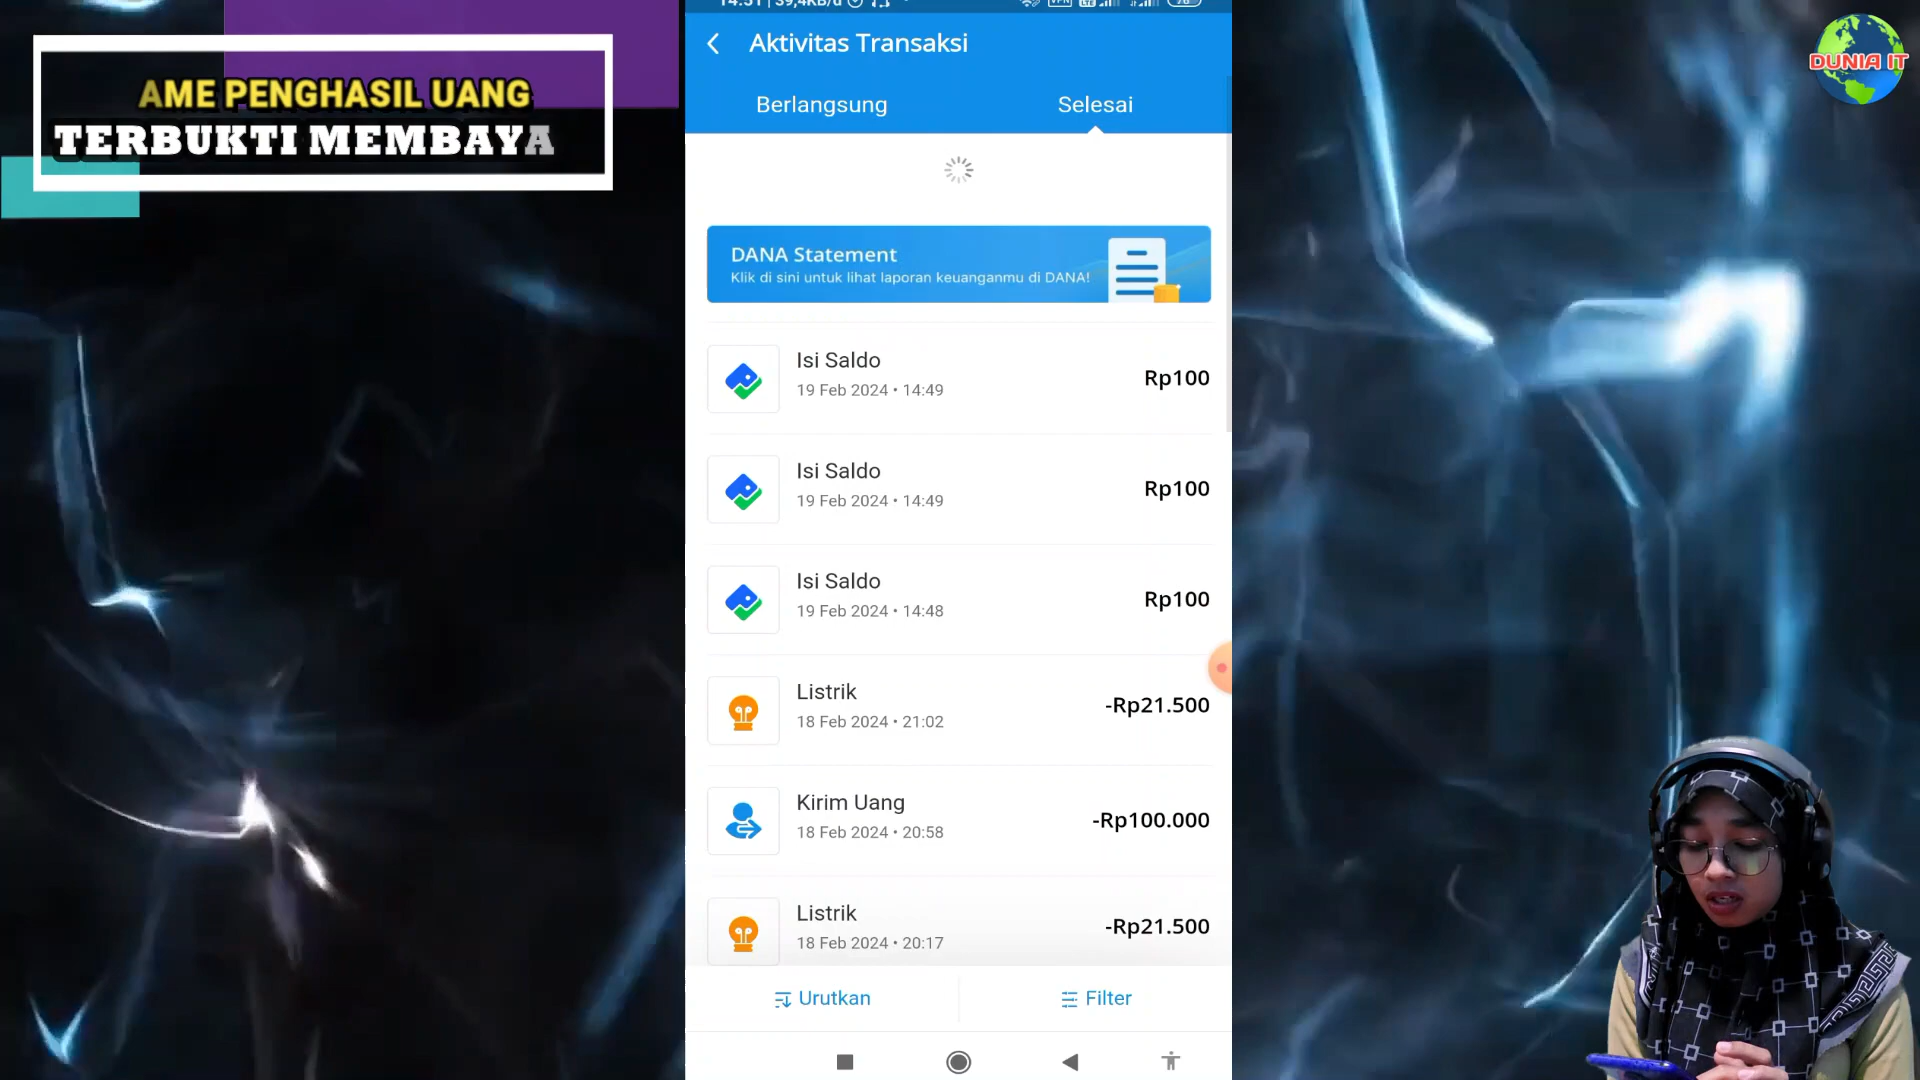 AME PENGHASIL UANG
TERBUKTI MEMBAYA
Aktivitas Transaksi
Berlangsung
Selesai
DANA Statement
Klik di sini untuk lihat laporan keuanganmu di DANA!
Isi Saldo
19 Feb 2024 • 14:49
Rp100
Isi Saldo
19 Feb 2024 • 14:49
Rp100
Isi Saldo
19 Feb 2024 • 14:48
Rp100
Listrik
18 Feb 2024 • 21:02
-Rp21.500
Kirim Uang
18 Feb 2024 • 20:58
-Rp100.000
Listrik
18 Feb 2024 • 20:17
-Rp21.500
Urutkan
Filter
DUNIA IT